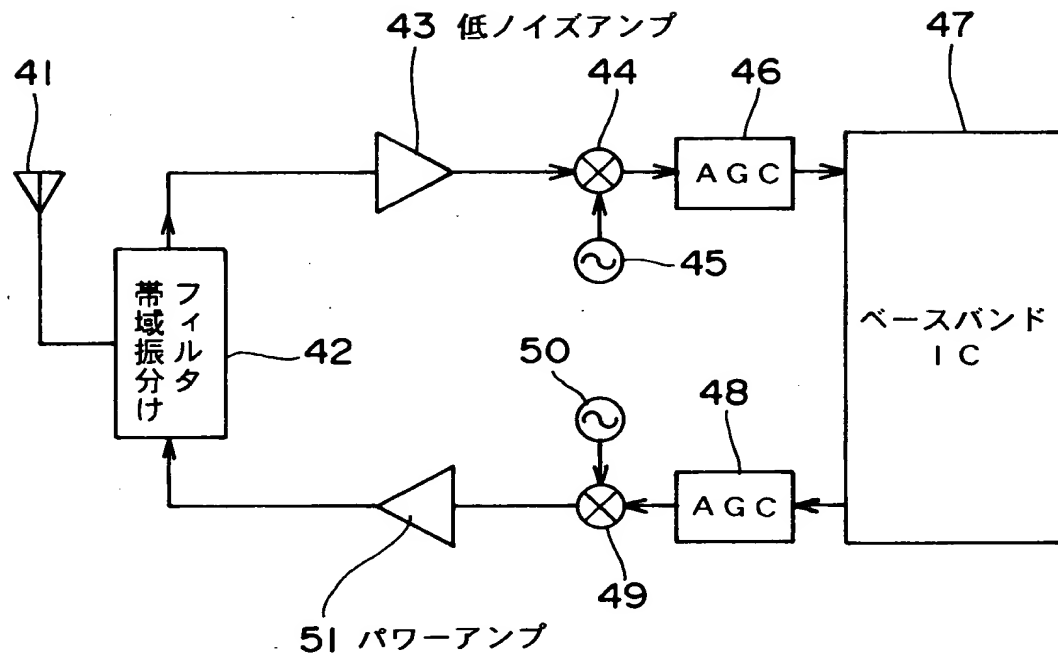 43 低ノイズアンプ
47
41
44
46
AGC
45
帯域振分け
フィルタ
42
ベースバンド
IC
50
48
AGC
49
51 パワーアンプ